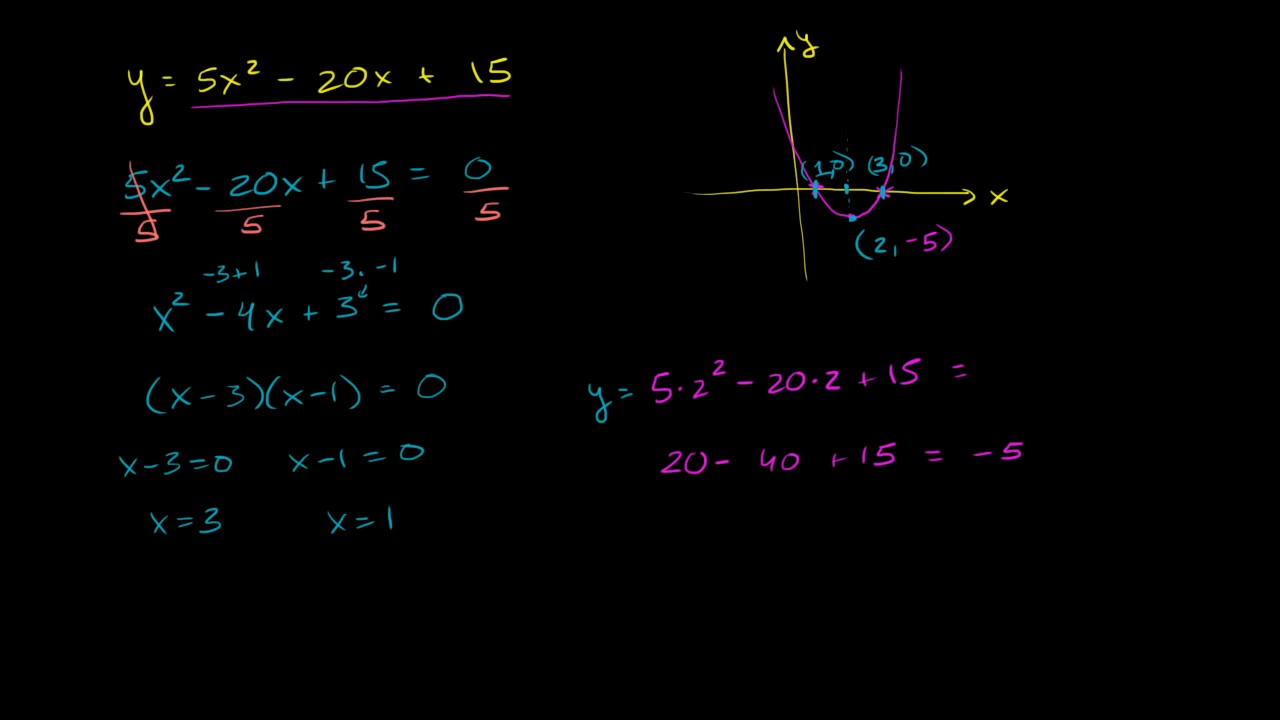 y = 5x² - 20x + 15
5x² - 20x + 15 = 0
5 5 5 5
-3+1 -3·-1
x² - 4x + 3 = 0
(x-3)(x-1) = 0
x-3=0 x-1=0
x=3 x=1
y
(1,0) (3,0)
x
(2,-5)
y = 5·2² - 20·2 + 15 =
20 - 40 + 15 = -5